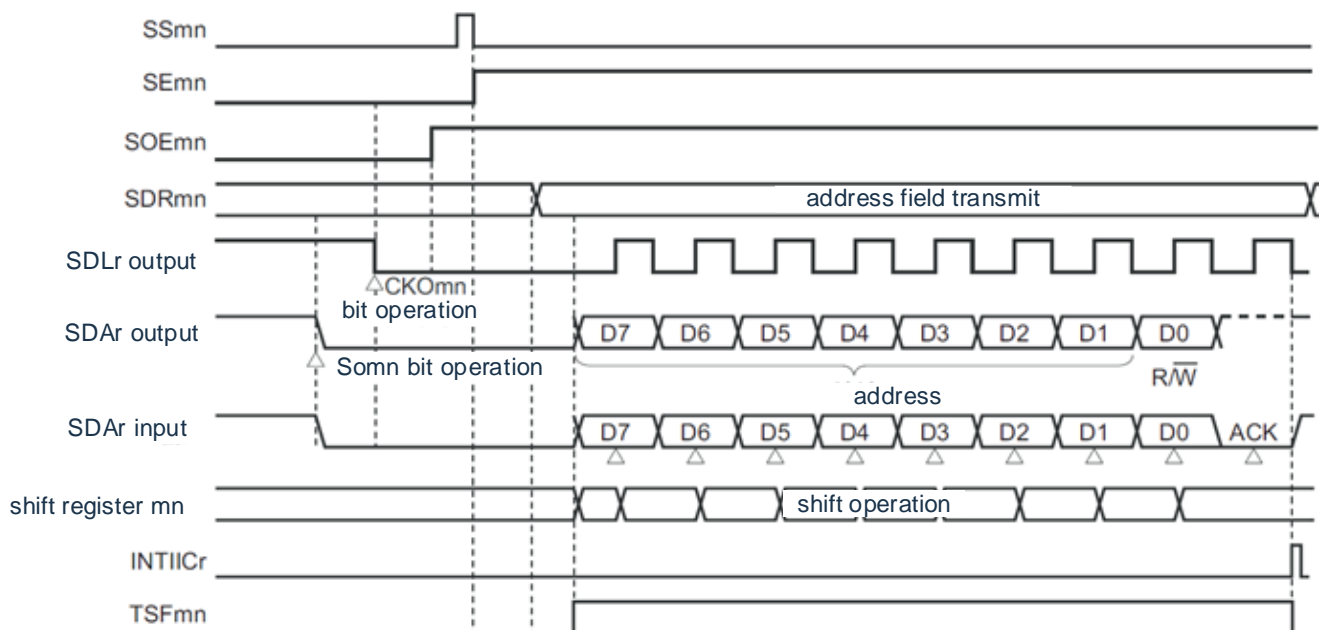 SSmn
SEmn
SOEmn
SDRmn
address field transmit
SDLr output
CKOmn
bit operation
SDAr output
D7 D6 D5 D4 D3 D2 D1 D0
Somn bit operation
R/W̅
address
SDAr input
D7 D6 D5 D4 D3 D2 D1 D0 ACK
shift register mn
shift operation
INTIICr
TSFmn